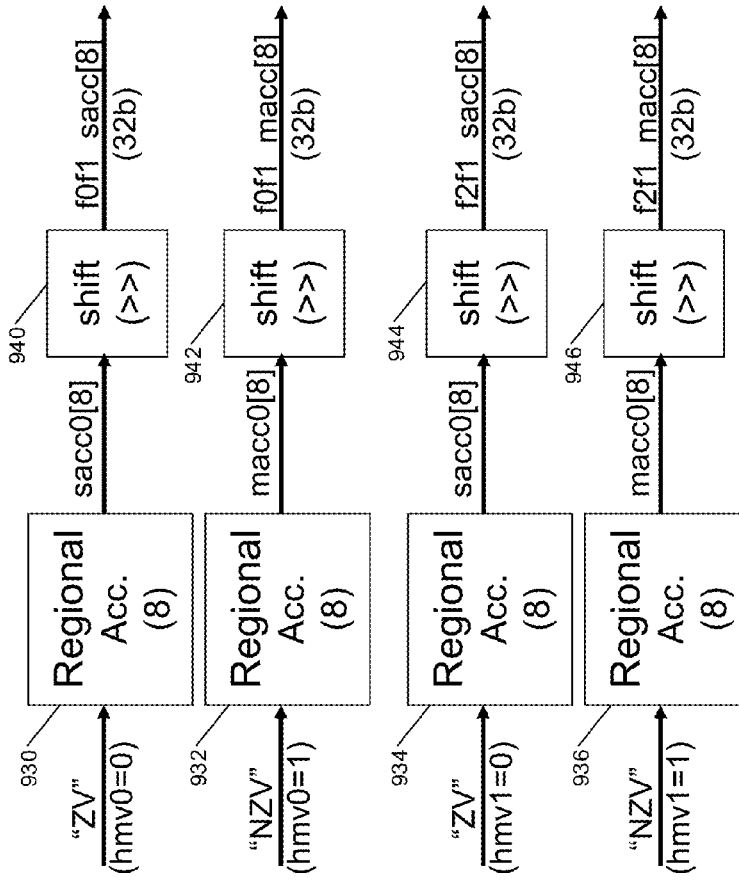 930
"ZV"
(hmv0=0)
Regional
Acc.
(8)
sacc0[8]
940
shift
(>>)
f0f1 sacc[8]
(32b)
932
"NZV"
(hmv0=1)
Regional
Acc.
(8)
macc0[8]
942
shift
(>>)
f0f1 macc[8]
(32b)
934
"ZV"
(hmv1=0)
Regional
Acc.
(8)
sacc0[8]
944
shift
(>>)
f2f1 sacc[8]
(32b)
936
"NZV"
(hmv1=1)
Regional
Acc.
(8)
macc0[8]
946
shift
(>>)
f2f1 macc[8]
(32b)